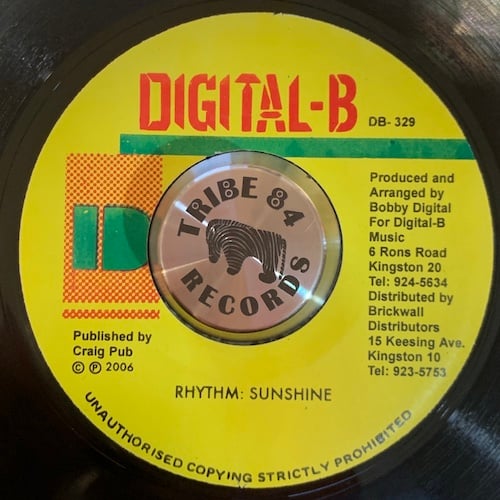 DIGITAL-B
DB- 329
ID
TRIBE 84
RECORDS
Produced and
Arranged by
Bobby Digital
For Digital-B
Music
6 Rons Road
Kingston 20
Tel: 924-5634
Distributed by
Brickwall
Distributors
15 Keesing Ave.
Kingston 10
Tel: 923-5753
Published by
Craig Pub
© ℗ 2006
RHYTHM: SUNSHINE
UNAUTHORISED COPYING STRICTLY PROHIBITED